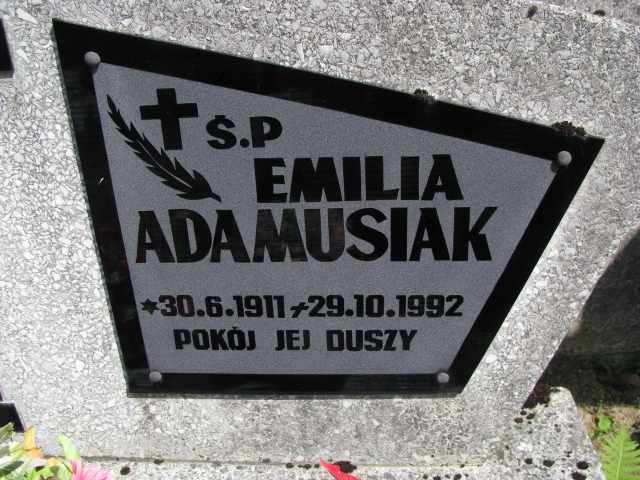 Ś.P
EMILIA
ADAMUSIAK
*30.6.1911 ✝29.10.1992
POKÓJ JEJ DUSZY